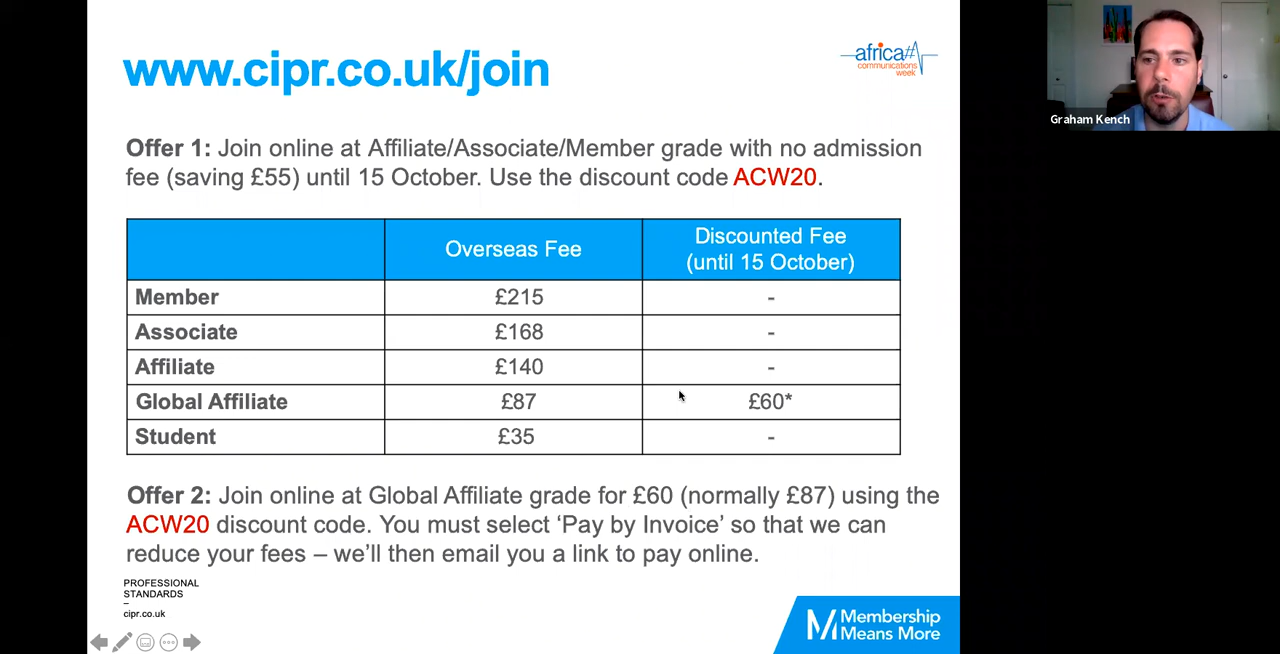 www.cipr.co.uk/join
africa#
communications
week
Graham Kench
Offer 1: Join online at Affiliate/Associate/Member grade with no admission
fee (saving £55) until 15 October. Use the discount code ACW20.
Overseas Fee
Discounted Fee
(until 15 October)
Member £215 -
Associate £168 -
Affiliate £140 -
Global Affiliate £87 £60*
Student £35 -
Offer 2: Join online at Global Affiliate grade for £60 (normally £87) using the
ACW20 discount code. You must select ‘Pay by Invoice’ so that we can
reduce your fees – we’ll then email you a link to pay online.
PROFESSIONAL
STANDARDS
–
cipr.co.uk
Membership
Means More